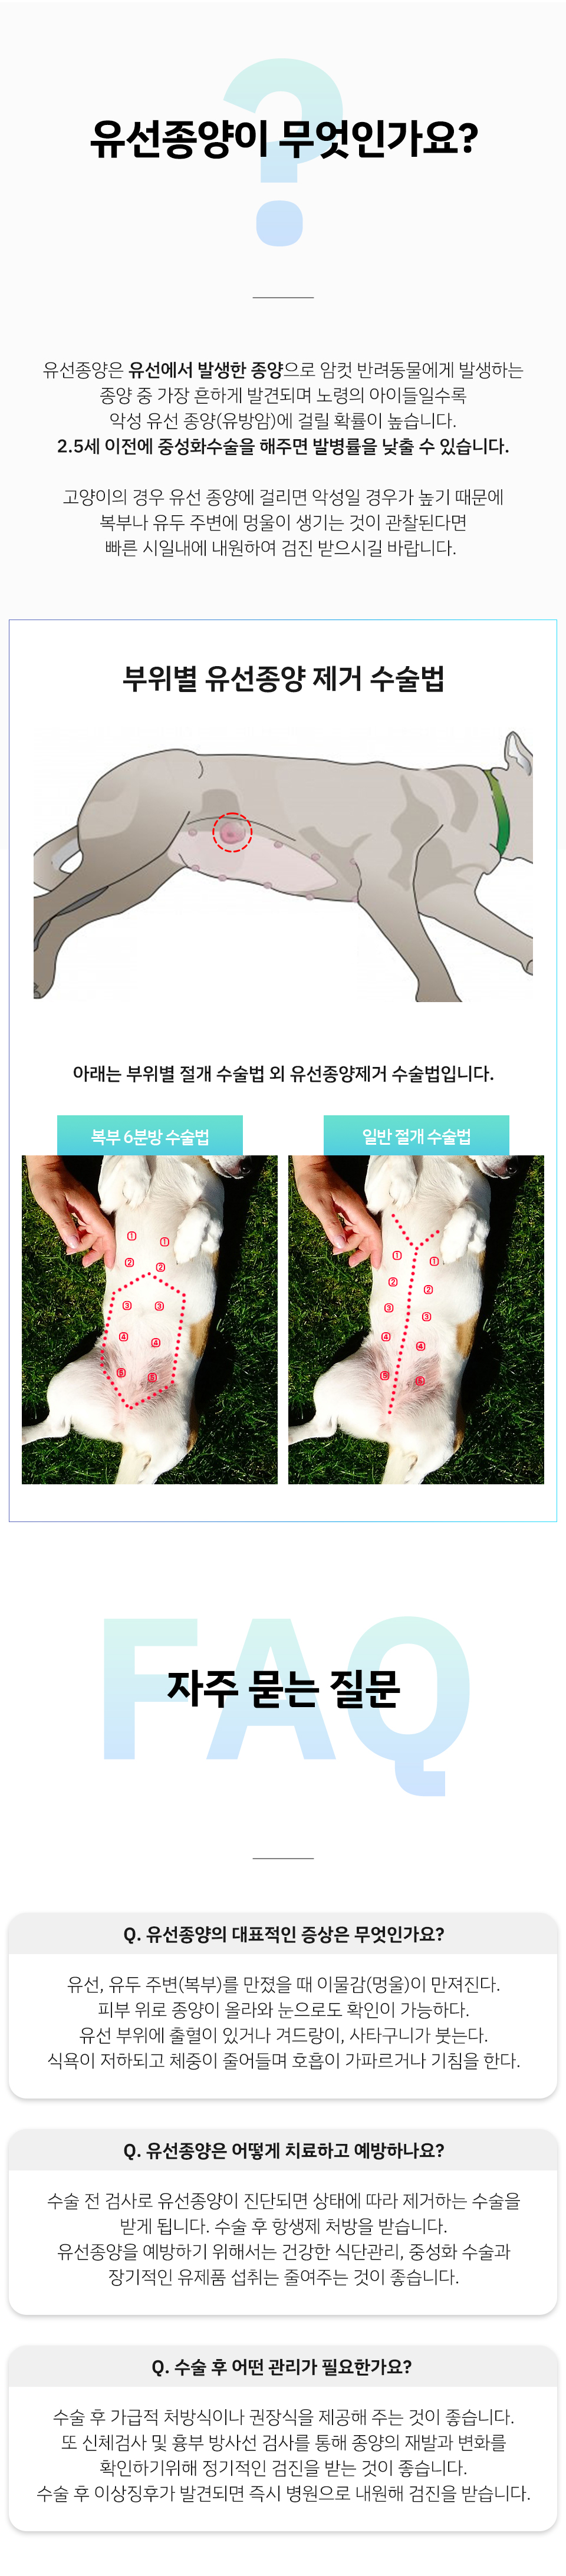 ?
유선종양이 무엇인가요?
유선종양은 유선에서 발생한 종양으로 암컷 반려동물에게 발생하는
종양 중 가장 흔하게 발견되며 노령의 아이들일수록
악성 유선 종양(유방암)에 걸릴 확률이 높습니다.
2.5세 이전에 중성화수술을 해주면 발병률을 낮출 수 있습니다.
고양이의 경우 유선 종양에 걸리면 악성일 경우가 높기 때문에
복부나 유두 주변에 멍울이 생기는 것이 관찰된다면
빠른 시일내에 내원하여 검진 받으시길 바랍니다.
부위별 유선종양 제거 수술법
아래는 부위별 절개 수술법 외 유선종양제거 수술법입니다.
복부 6분방 수술법
① ①
② ②
③ ③
④ ④
⑤ ⑤
일반 절개 수술법
① ①
② ②
③ ③
④ ④
⑤ ⑤
FAQ
자주 묻는 질문
Q. 유선종양의 대표적인 증상은 무엇인가요?
유선, 유두 주변(복부)를 만졌을 때 이물감(멍울)이 만져진다.
피부 위로 종양이 올라와 눈으로도 확인이 가능하다.
유선 부위에 출혈이 있거나 겨드랑이, 사타구니가 붓는다.
식욕이 저하되고 체중이 줄어들며 호흡이 가파르거나 기침을 한다.
Q. 유선종양은 어떻게 치료하고 예방하나요?
수술 전 검사로 유선종양이 진단되면 상태에 따라 제거하는 수술을
받게 됩니다. 수술 후 항생제 처방을 받습니다.
유선종양을 예방하기 위해서는 건강한 식단관리, 중성화 수술과
장기적인 유제품 섭취는 줄여주는 것이 좋습니다.
Q. 수술 후 어떤 관리가 필요한가요?
수술 후 가급적 처방식이나 권장식을 제공해 주는 것이 좋습니다.
또 신체검사 및 흉부 방사선 검사를 통해 종양의 재발과 변화를
확인하기위해 정기적인 검진을 받는 것이 좋습니다.
수술 후 이상징후가 발견되면 즉시 병원으로 내원해 검진을 받습니다.